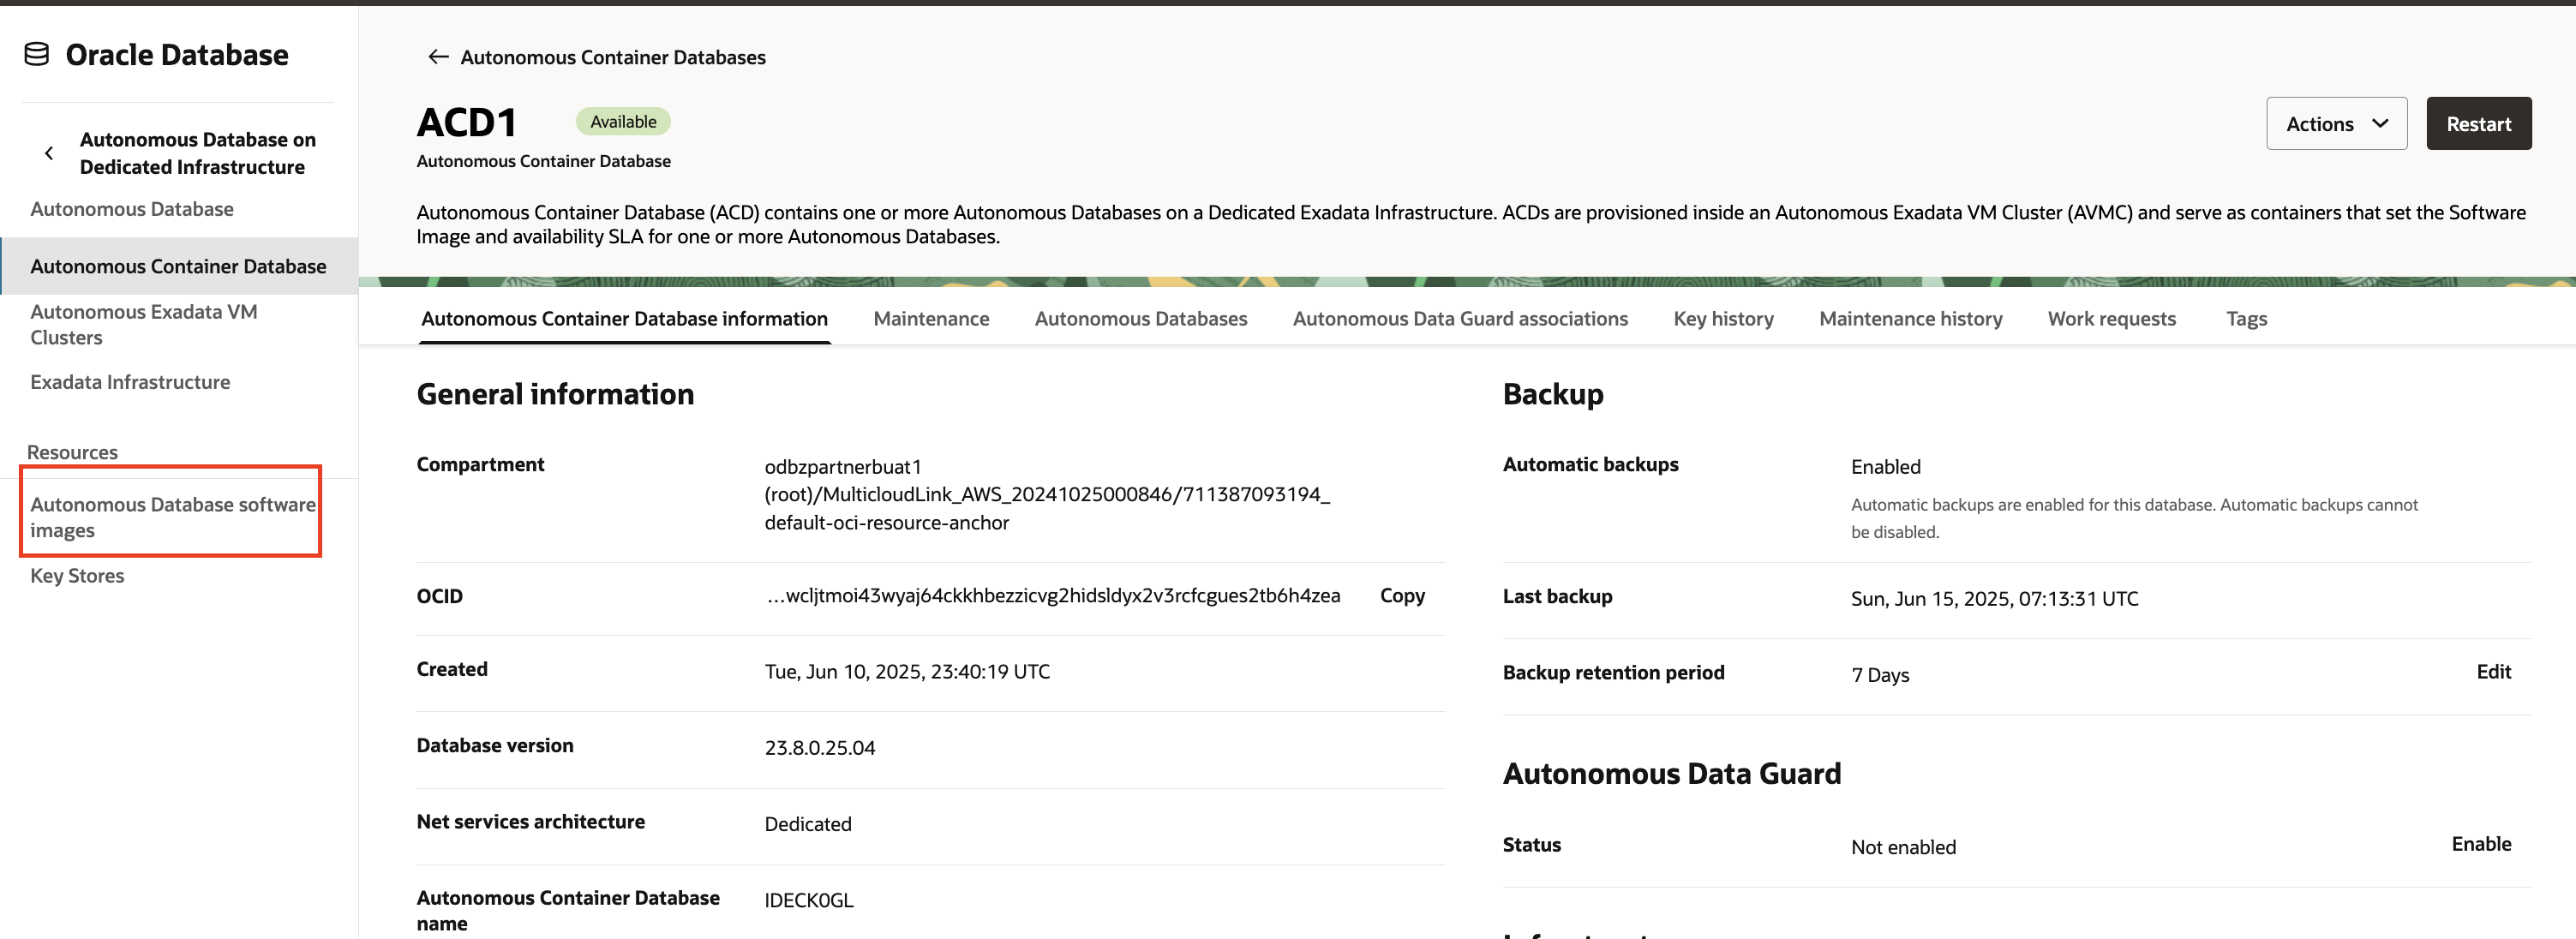 Oracle Database
Autonomous Database on
Dedicated Infrastructure
Autonomous Database
Autonomous Container Database
Autonomous Exadata VM
Clusters
Exadata Infrastructure
Resources
Autonomous Database software
images
Key Stores
Autonomous Container Databases
ACD1
Available
Autonomous Container Database
Actions
Restart
Autonomous Container Database (ACD) contains one or more Autonomous Databases on a Dedicated Exadata Infrastructure. ACDs are provisioned inside an Autonomous Exadata VM Cluster (AVMC) and serve as containers that set the Software
Image and availability SLA for one or more Autonomous Databases.
Autonomous Container Database information
Maintenance
Autonomous Databases
Autonomous Data Guard associations
Key history
Maintenance history
Work requests
Tags
General information
Compartment
odbzpartnerbuat1
(root)/MulticloudLink_AWS_20241025000846/711387093194_
default-oci-resource-anchor
OCID
...wcljtmoi43wyaj64ckkhbezzicvg2hidsldyx2v3rcfcgues2tb6h4zea
Copy
Created
Tue, Jun 10, 2025, 23:40:19 UTC
Database version
23.8.0.25.04
Net services architecture
Dedicated
Autonomous Container Database
name
IDECK0GL
Backup
Automatic backups
Enabled
Automatic backups are enabled for this database. Automatic backups cannot
be disabled.
Last backup
Sun, Jun 15, 2025, 07:13:31 UTC
Backup retention period
7 Days
Edit
Autonomous Data Guard
Status
Not enabled
Enable